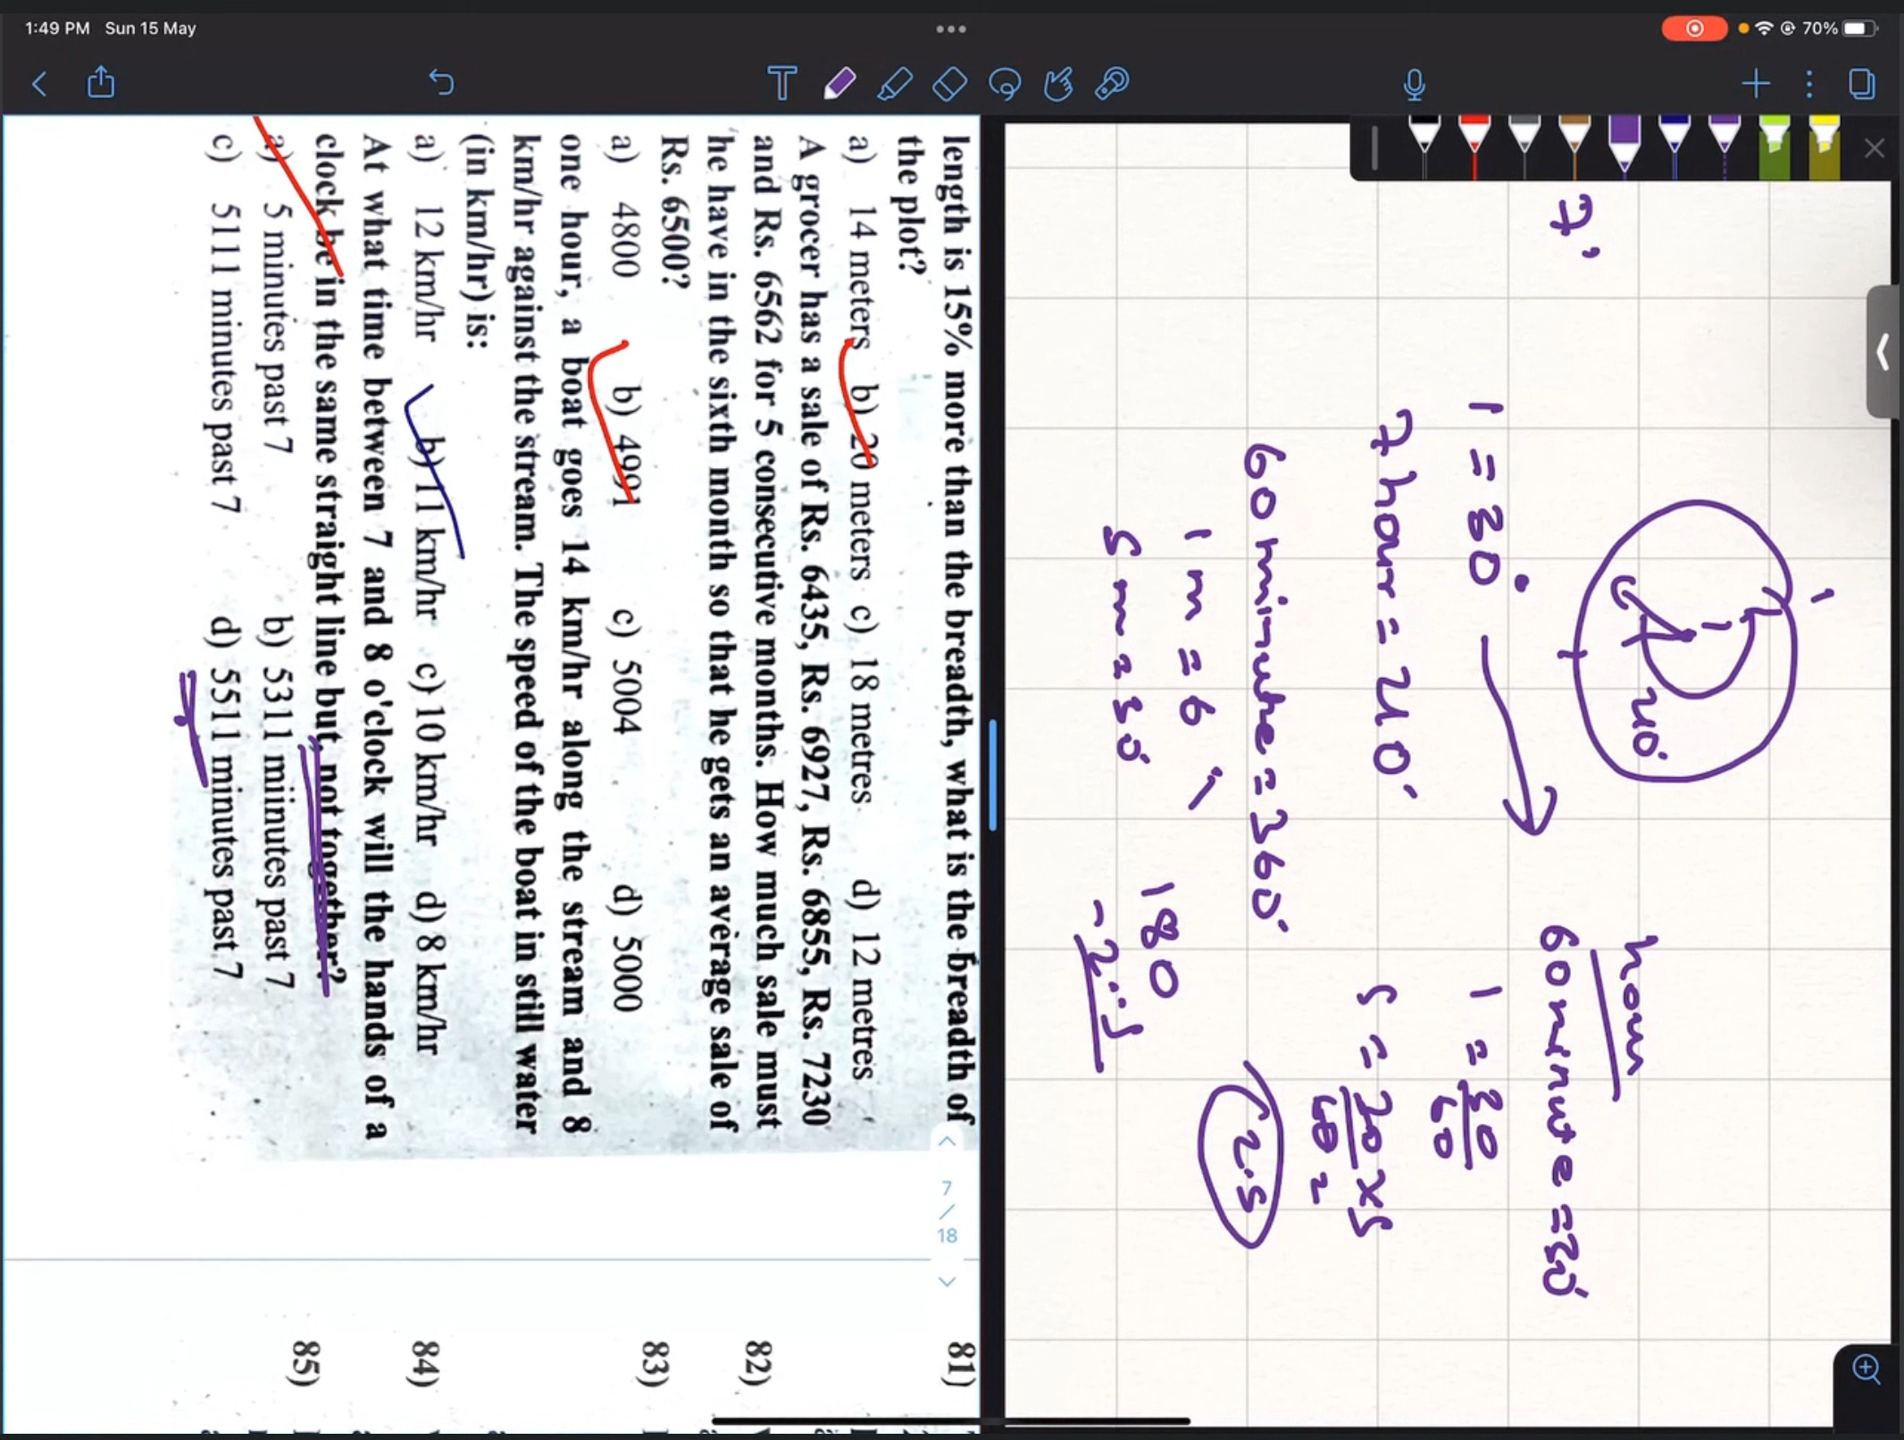 1:49 PM Sun 15 May
70%
length is 15% more than the breadth, what is the breadth of
the plot?
a) 14 meters b) 20 meters c) 18 metres d) 12 metres
A grocer has a sale of Rs. 6435, Rs. 6927, Rs. 6855, Rs. 7230
and Rs. 6562 for 5 consecutive months. How much sale must
he have in the sixth month so that he gets an average sale of
Rs. 6500?
a) 4800 b) 4991 c) 5004 d) 5000
one hour, a boat goes 14 km/hr along the stream and 8
km/hr against the stream. The speed of the boat in still water
(in km/hr) is:
a) 12 km/hr b) 11 km/hr c) 10 km/hr d) 8 km/hr
At what time between 7 and 8 o'clock will the hands of a
clock be in the same straight line but, not together?
a) 5 minutes past 7 b) 5311 miinutes past 7
c) 5111 minutes past 7 d) 5511 minutes past 7
7
/
18
81)
82)
83)
84)
85)
7,
210°
1 = 30°
7 hour = 210°
60 minute = 360°
1 m = 6°
5 m = 30°
hour
60 minute = 30°
1 = 30
60
5 =
2.5
180